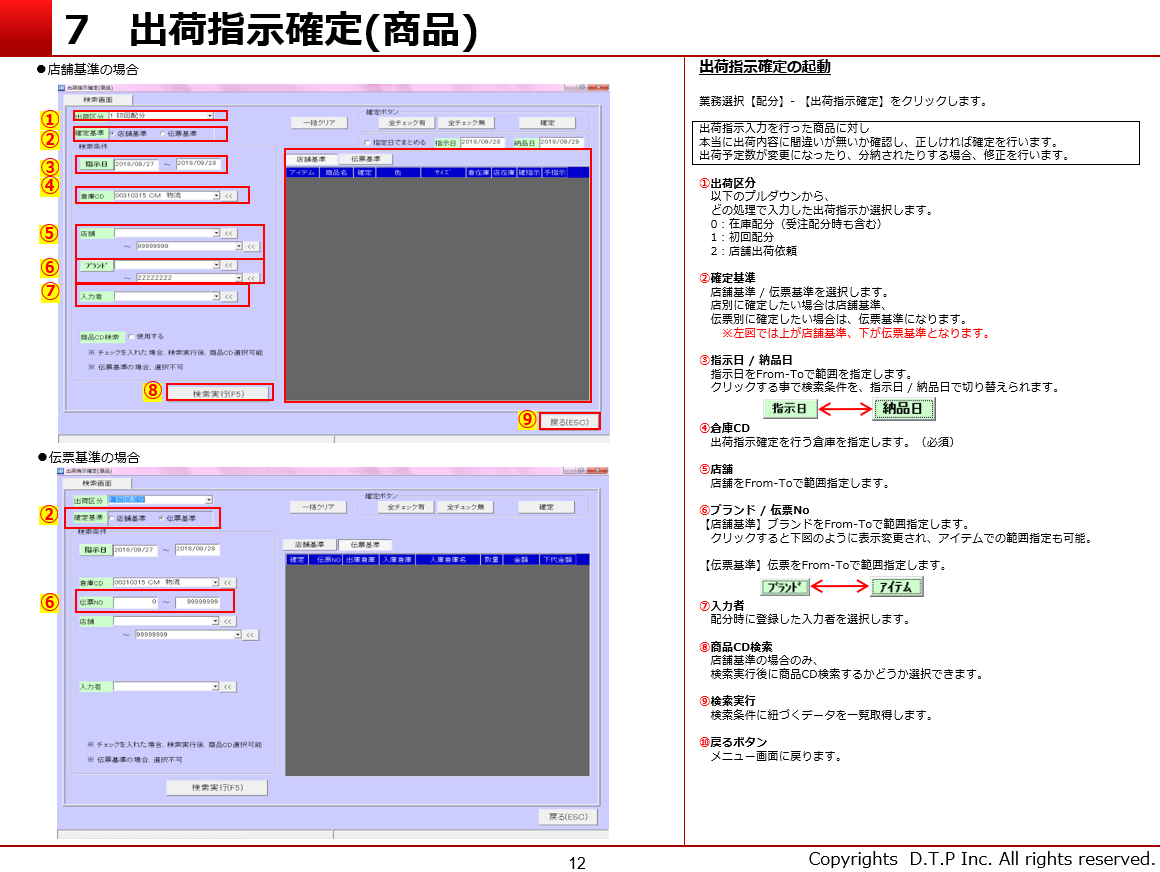 7 出荷指示確定(商品)
●店舗基準の場合
出荷指示確定(商品)
検索画面
① 出荷区分 1 初回配分
② 確定基準 店舗基準 伝票基準
検索条件
③ 指示日 2018/09/27 ～ 2018/09/28
④ 倉庫CD 00310315 CM 物流 <<
⑤ 店舗 <<
～ 99999999 <<
⑥ ﾌﾞﾗﾝﾄﾞ <<
～ ZZZZZZZZ <<
⑦ 入力者 <<
商品CD検索 使用する
※ チェックを入れた場合、検索実行後、商品CD選択可能
※ 伝票基準の場合、選択不可
⑧ 検索実行(F5)
一括クリア
確定ボタン
全チェック有 全チェック無 確定
指定日でまとめる 指示日 2018/09/28 納品日 2018/09/29
店舗基準 伝票基準
アイテム 商品名 確定 色 ｻｲｽﾞ 倉在庫 店在庫 確指示 予指示
⑨ 戻る(ESC)
●伝票基準の場合
出荷指示確定(商品)
検索画面
出荷区分 1 初回配分
② 確定基準 店舗基準 伝票基準
検索条件
指示日 2018/09/27 ～ 2018/09/28
倉庫CD 00310315 CM 物流 <<
⑥ 伝票NO 0 ～ 99999999
店舗 <<
～ 99999999 <<
入力者 <<
※ チェックを入れた場合、検索実行後、商品CD選択可能
※ 伝票基準の場合、選択不可
検索実行(F5)
一括クリア
確定ボタン
全チェック有 全チェック無 確定
店舗基準 伝票基準
確定 伝票NO 出庫倉庫 入庫倉庫 入庫倉庫名 数量 金額 下代金額
戻る(ESC)
出荷指示確定の起動
業務選択【配分】-【出荷指示確定】をクリックします。
出荷指示入力を行った商品に対し
本当に出荷内容に間違いが無いか確認し、正しければ確定を行います。
出荷予定数が変更になったり、分納されたりする場合、修正を行います。
①出荷区分
以下のプルダウンから、
どの処理で入力した出荷指示か選択します。
0：在庫配分（受注配分時も含む）
1：初回配分
2：店舗出荷依頼
②確定基準
店舗基準 / 伝票基準を選択します。
店別に確定したい場合は店舗基準、
伝票別に確定したい場合は、伝票基準になります。
※左図では上が店舗基準、下が伝票基準となります。
③指示日 / 納品日
指示日をFrom-Toで範囲を指定します。
クリックする事で検索条件を、指示日 / 納品日で切り替えられます。
指示日 納品日
④倉庫CD
出荷指示確定を行う倉庫を指定します。（必須）
⑤店舗
店舗をFrom-Toで範囲を指定します。
⑥ブランド / 伝票No
【店舗基準】ブランドをFrom-Toで範囲指定します。
クリックすると下図のように表示変更され、アイテムでの範囲指定も可能。
【伝票基準】伝票をFrom-Toで範囲指定します。
ﾌﾞﾗﾝﾄﾞ アイテム
⑦入力者
配分時に登録した入力者を選択します。
⑧商品CD検索
店舗基準の場合のみ、
検索実行後に商品CD検索するかどうか選択できます。
⑨検索実行
検索条件に紐づくデータを一覧取得します。
⑩戻るボタン
メニュー画面に戻ります。
12
Copyrights D.T.P Inc. All rights reserved.